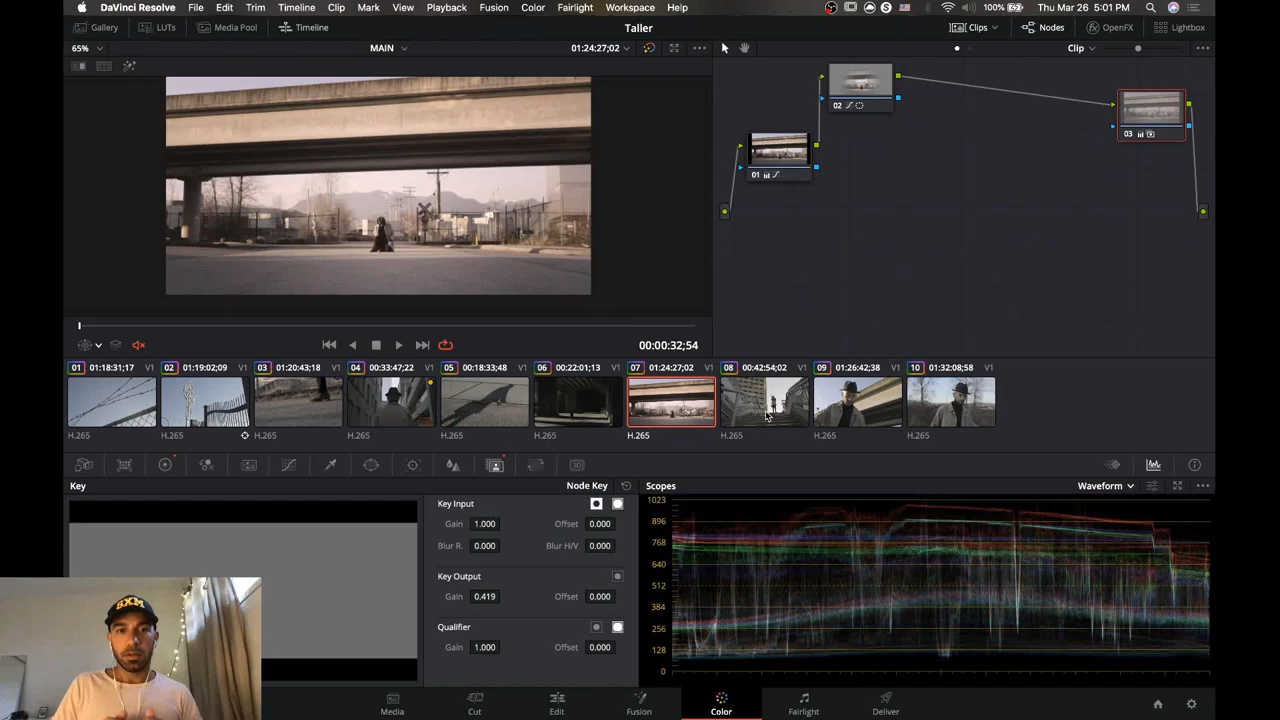 DaVinci Resolve File Edit Trim Timeline Clip Mark View Playback Fusion Color Fairlight Workspace Help 100% Thu Mar 26 5:01 PM
Gallery LUTs Media Pool Timeline Taller Clips Nodes OpenFX Lightbox
65% MAIN 01:24:27;02 Clip
02
03
01
00:00:32,54
01 01:18:31;17 V1 02 01:19:02;09 V1 03 01:20:43;18 V1 04 00:33:47;22 V1 05 00:18:33;48 V1 06 00:22:01;13 V1 07 01:24:27;02 V1 08 00:42:54;02 V1 09 01:26:42;38 V1 10 01:32:08;58 V1
H.265 H.265 H.265 H.265 H.265 H.265 H.265 H.265 H.265 H.265
Key Node Key Scopes Waveform
Key Input
Gain 1.000 Offset 0.000
Blur R. 0.000 Blur H/V 0.000
Key Output
Gain 0.419 Offset 0.000
Qualifier
Gain 1.000 Offset 0.000
1023
896
768
640
512
384
256
128
0
Media Cut Edit Fusion Color Fairlight Deliver